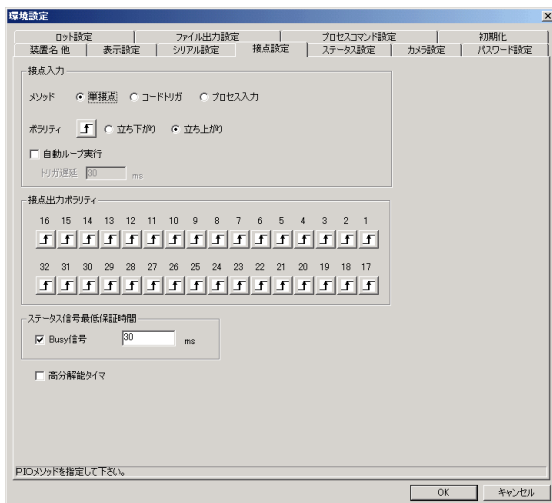 環境設定
ロット設定 ファイル出力設定 プロセスコマンド設定 初期化
装置名 他 表示設定 シリアル設定 接点設定 ステータス設定 カメラ設定 パスワード設定
接点入力
メソッド 単接点 コードトリガ プロセス入力
ポラリティ 立ち下がり 立ち上がり
自動ループ実行
トリガ遅延 30 ms
接点出力ポラリティ
16 15 14 13 12 11 10 9 8 7 6 5 4 3 2 1
32 31 30 29 28 27 26 25 24 23 22 21 20 19 18 17
ステータス信号最低保証時間
Busy信号 30 ms
高分解能タイマ
PIOメソッドを指定して下さい。
OK キャンセル